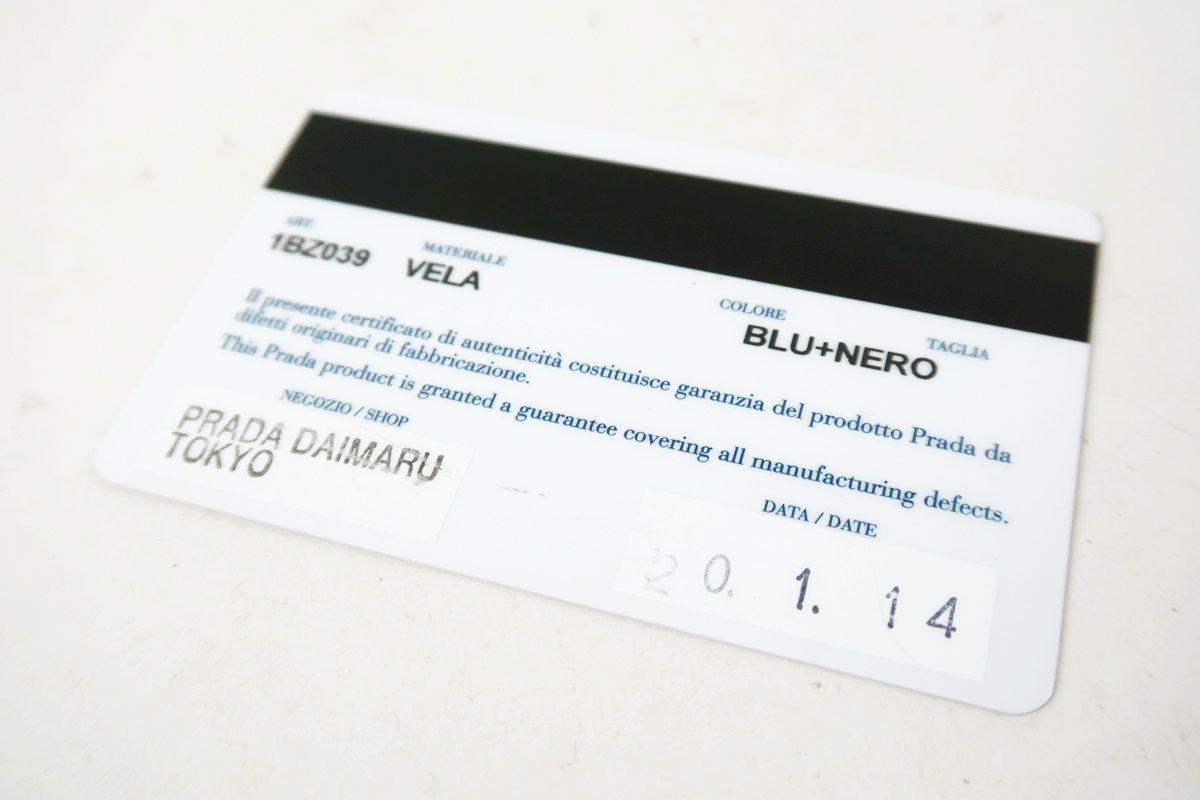 ART.
1BZ039
MATERIALE
VELA
COLORE
BLU+NERO
TAGLIA
Il presente certificato di autenticità costituisce garanzia del prodotto Prada da
difetti originari di fabbricazione.
This Prada product is granted a guarantee covering all manufacturing defects.
NEGOZIO / SHOP
PRADA DAIMARU
TOKYO
DATA / DATE
20. 1. 14